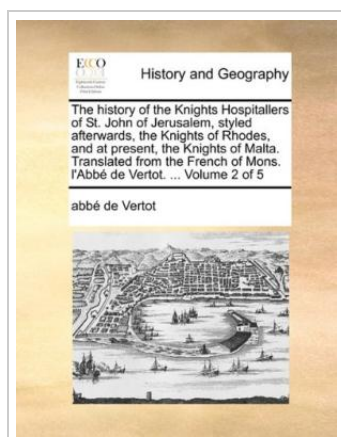 ECCO
History and Geography
The history of the Knights Hospitallers
of St. John of Jerusalem, styled
afterwards, the Knights of Rhodes,
and at present, the Knights of Malta.
Translated from the French of Mons.
l'Abbé de Vertot. ... Volume 2 of 5
abbé de Vertot